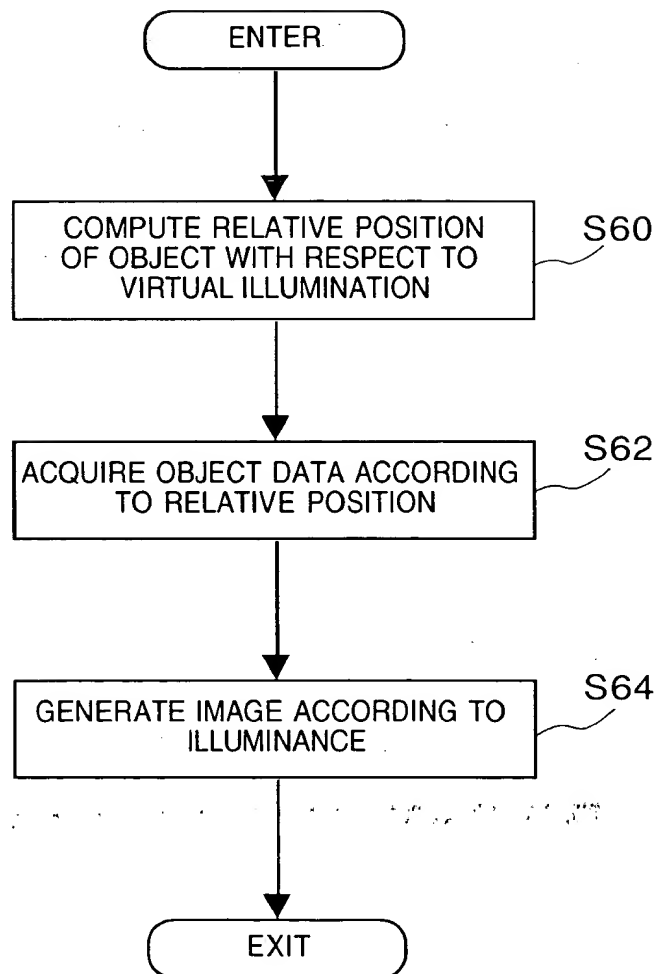 ENTER
COMPUTE RELATIVE POSITION
OF OBJECT WITH RESPECT TO
VIRTUAL ILLUMINATION
S60
ACQUIRE OBJECT DATA ACCORDING
TO RELATIVE POSITION
S62
GENERATE IMAGE ACCORDING TO
ILLUMINANCE
S64
EXIT